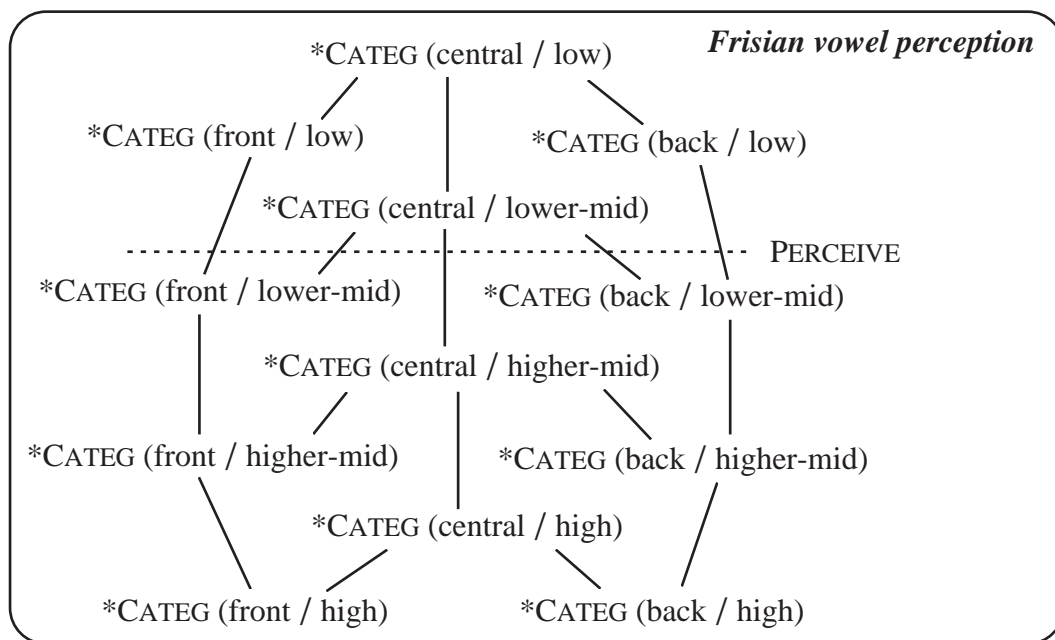 Frisian vowel perception
*CATEG (central / low)
*CATEG (front / low)
*CATEG (back / low)
*CATEG (central / lower-mid)
PERCEIVE
*CATEG (front / lower-mid)
*CATEG (back / lower-mid)
*CATEG (central / higher-mid)
*CATEG (front / higher-mid)
*CATEG (back / higher-mid)
*CATEG (central / high)
*CATEG (front / high)
*CATEG (back / high)